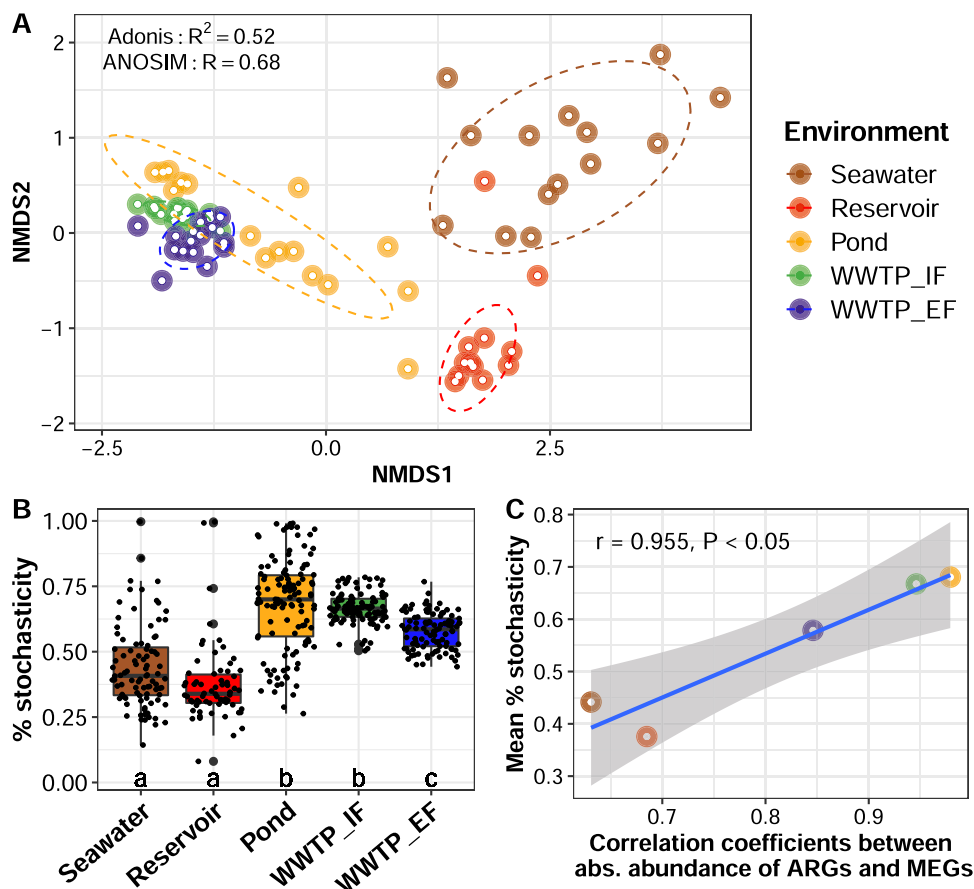 A
Adonis : R² = 0.52
ANOSIM : R = 0.68
NMDS2
2
1
0
−1
−2
−2.5
0.0
2.5
NMDS1
Environment
Seawater
Reservoir
Pond
WWTP_IF
WWTP_EF
B
% stochasticity
1.00
0.75
0.50
0.25
0.00
a
a
b
b
c
Seawater
Reservoir
Pond
WWTP_IF
WWTP_EF
C
r = 0.955, P < 0.05
Mean % stochasticity
0.8
0.7
0.6
0.5
0.4
0.3
0.7
0.8
0.9
Correlation coefficients between
abs. abundance of ARGs and MEGs